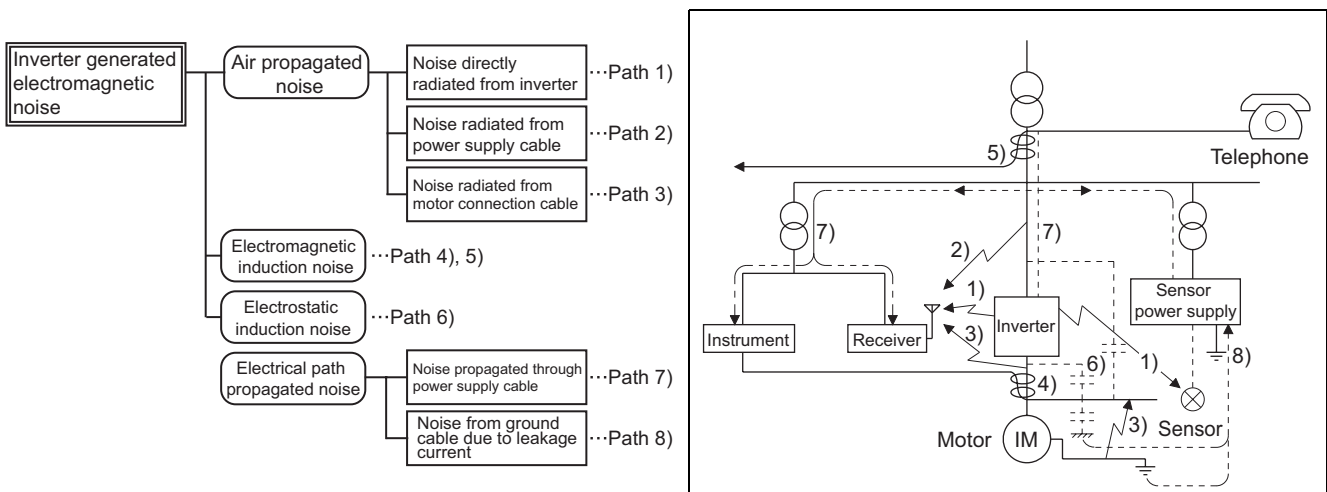 Inverter generated
electromagnetic
noise
Air propagated
noise
Noise directly
radiated from inverter
···Path 1)
Noise radiated from
power supply cable
···Path 2)
Noise radiated from
motor connection cable
···Path 3)
Electromagnetic
induction noise
···Path 4), 5)
Electrostatic
induction noise
···Path 6)
Electrical path
propagated noise
Noise propagated through
power supply cable
···Path 7)
Noise from ground
cable due to leakage
current
···Path 8)
5)
Telephone
7)
7)
2)
1)
3)
Instrument
Receiver
Inverter
Sensor
power supply
8)
6)
1)
4)
3)
Sensor
Motor
IM